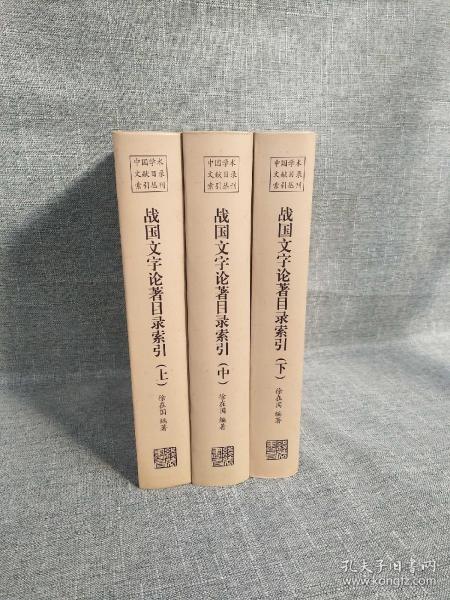 中国学术
文献目录
索引丛刊
战国文字论著目录索引(上)
徐在国 编著
中国学术
文献目录
索引丛刊
战国文字论著目录索引(中)
徐在国 编著
中国学术
文献目录
索引丛刊
战国文字论著目录索引(下)
徐在国 编著
孔夫子旧书网
www.kongfz.com